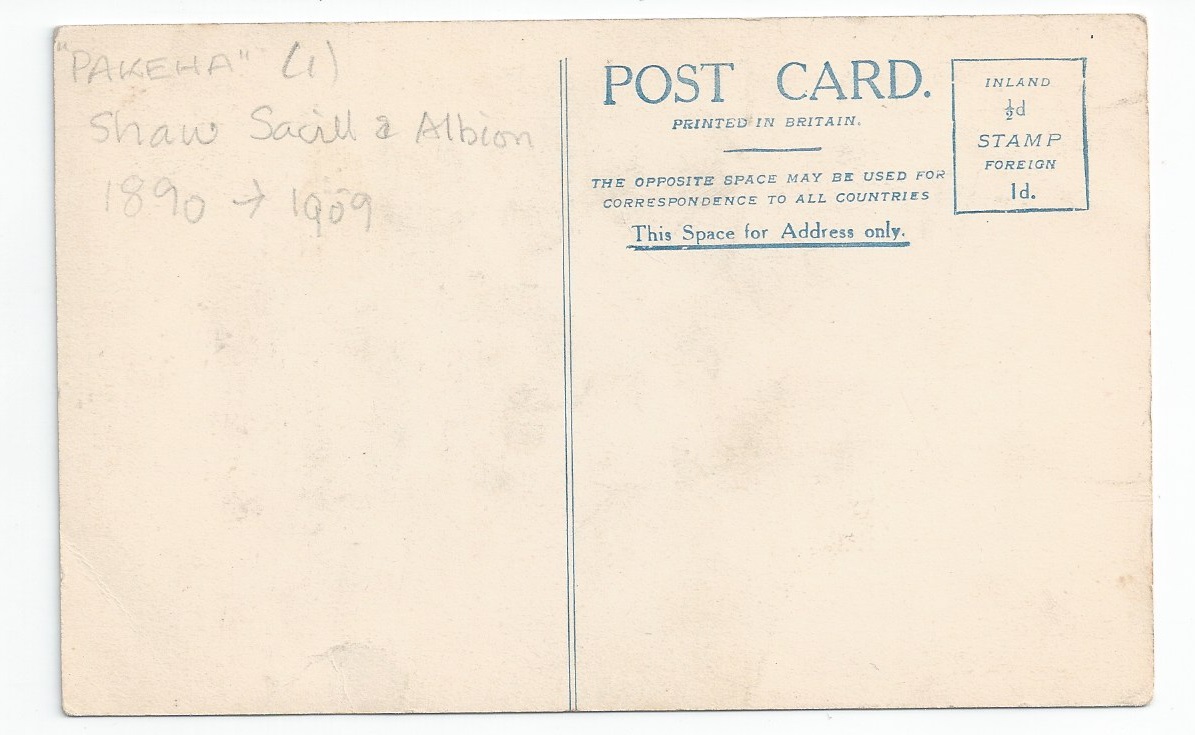 "PAKEHA" (1)
Shaw Savill & Albion
1890 → 1909
POST CARD.
PRINTED IN BRITAIN.
THE OPPOSITE SPACE MAY BE USED FOR
CORRESPONDENCE TO ALL COUNTRIES
This Space for Address only.
INLAND
½d
STAMP
FOREIGN
1d.